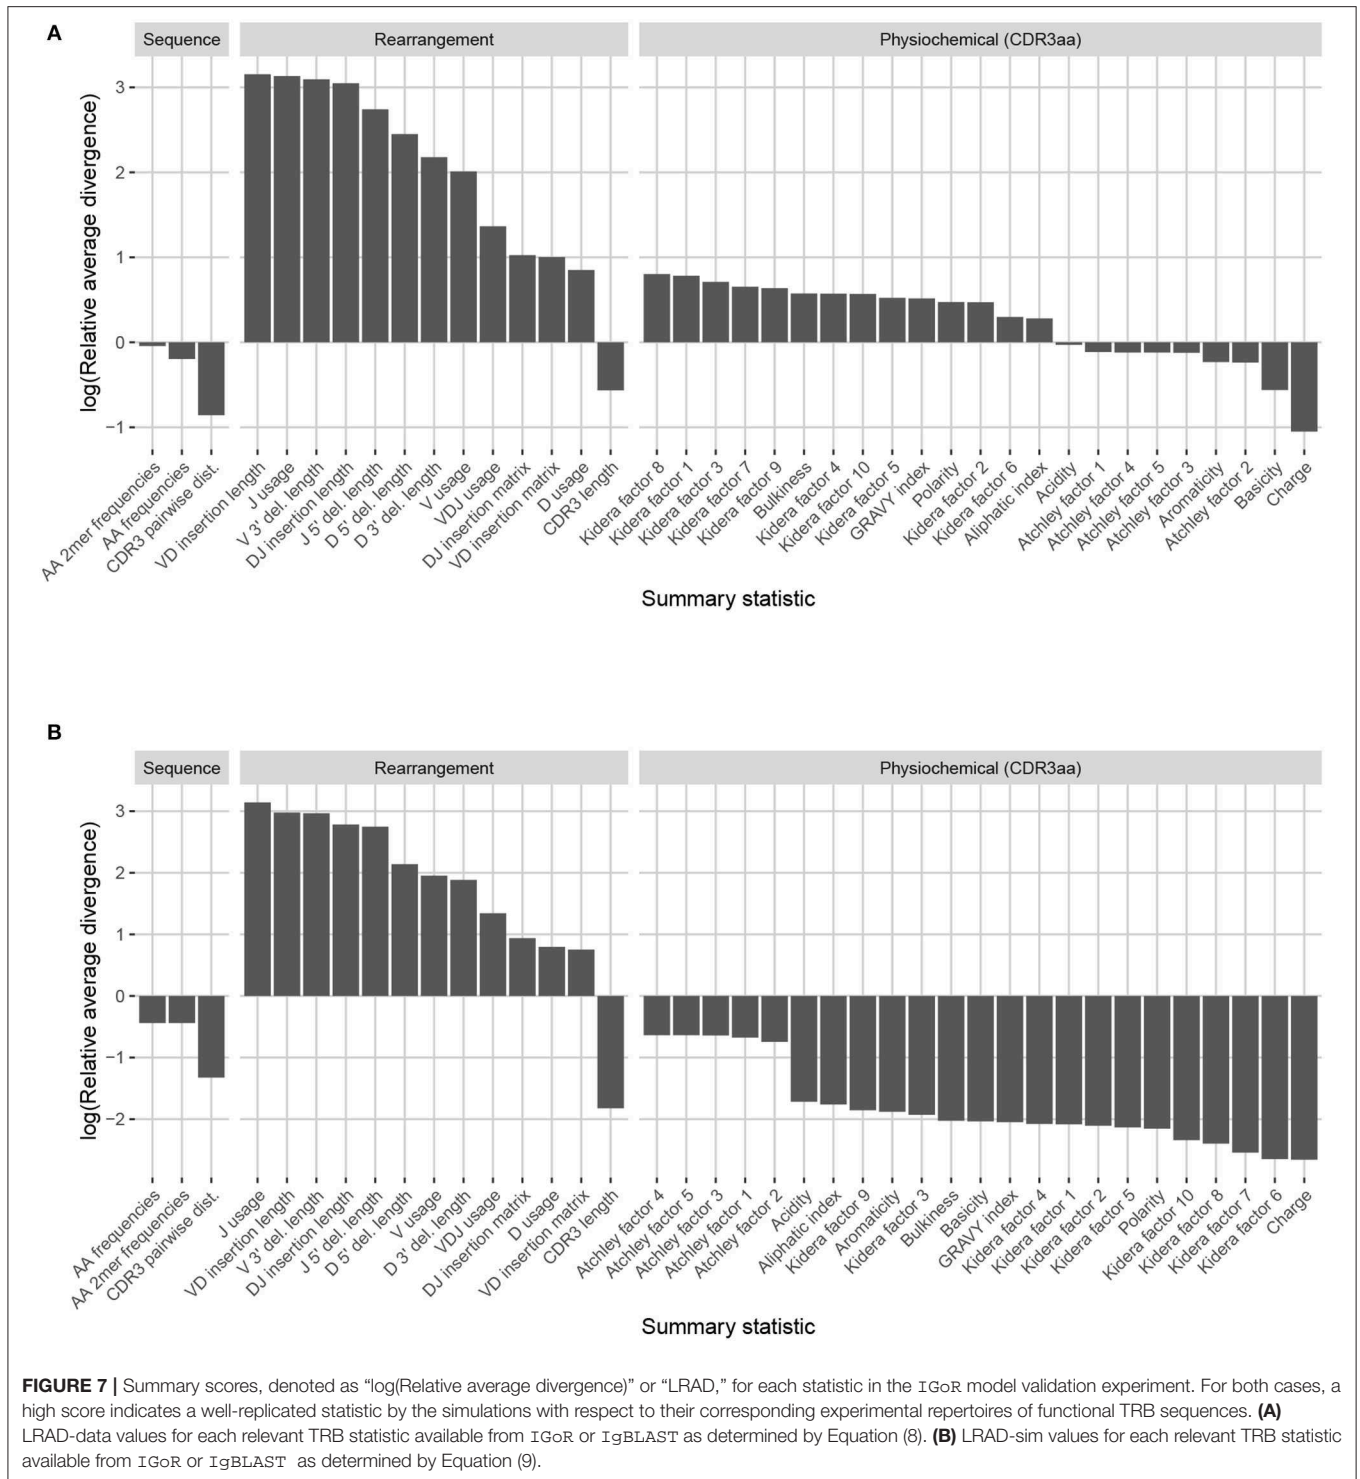 A
Sequence
Rearrangement
Physiochemical (CDR3aa)
log(Relative average divergence)
3
2
1
0
−1
AA 2mer frequencies
AA frequencies
CDR3 pairwise dist.
VD insertion length
J usage
V 3' del. length
DJ insertion length
J 5' del. length
D 5' del. length
D 3' del. length
V usage
VDJ usage
DJ insertion matrix
VD insertion matrix
D usage
CDR3 length
Kidera factor 8
Kidera factor 1
Kidera factor 3
Kidera factor 7
Kidera factor 9
Bulkiness
Kidera factor 4
Kidera factor 10
Kidera factor 5
GRAVY index
Polarity
Kidera factor 2
Kidera factor 6
Aliphatic index
Acidity
Atchley factor 1
Atchley factor 4
Atchley factor 5
Atchley factor 3
Aromaticity
Atchley factor 2
Basicity
Charge
Summary statistic
B
Sequence
Rearrangement
Physiochemical (CDR3aa)
log(Relative average divergence)
3
2
1
0
−1
−2
AA frequencies
AA 2mer frequencies
CDR3 pairwise dist.
J usage
VD insertion length
V 3' del. length
DJ insertion length
J 5' del. length
D 5' del. length
V usage
D 3' del. length
VDJ usage
DJ insertion matrix
D usage
VD insertion matrix
CDR3 length
Atchley factor 4
Atchley factor 5
Atchley factor 3
Atchley factor 1
Atchley factor 2
Acidity
Aliphatic index
Kidera factor 9
Aromaticity
Kidera factor 3
Bulkiness
Basicity
GRAVY index
Kidera factor 4
Kidera factor 1
Kidera factor 2
Kidera factor 5
Polarity
Kidera factor 10
Kidera factor 8
Kidera factor 7
Kidera factor 6
Charge
Summary statistic
FIGURE 7 | Summary scores, denoted as “log(Relative average divergence)” or “LRAD,” for each statistic in the IGoR model validation experiment. For both cases, a
high score indicates a well-replicated statistic by the simulations with respect to their corresponding experimental repertoires of functional TRB sequences. (A)
LRAD-data values for each relevant TRB statistic available from IGoR or IgBLAST as determined by Equation (8). (B) LRAD-sim values for each relevant TRB statistic
available from IGoR or IgBLAST as determined by Equation (9).